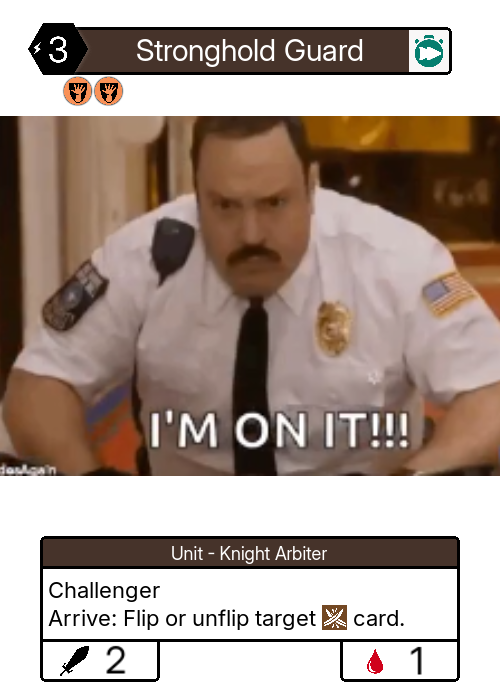 3 Stronghold Guard
I'M ON IT!!!
Unit - Knight Arbiter
Challenger
Arrive: Flip or unflip target card.
2 1